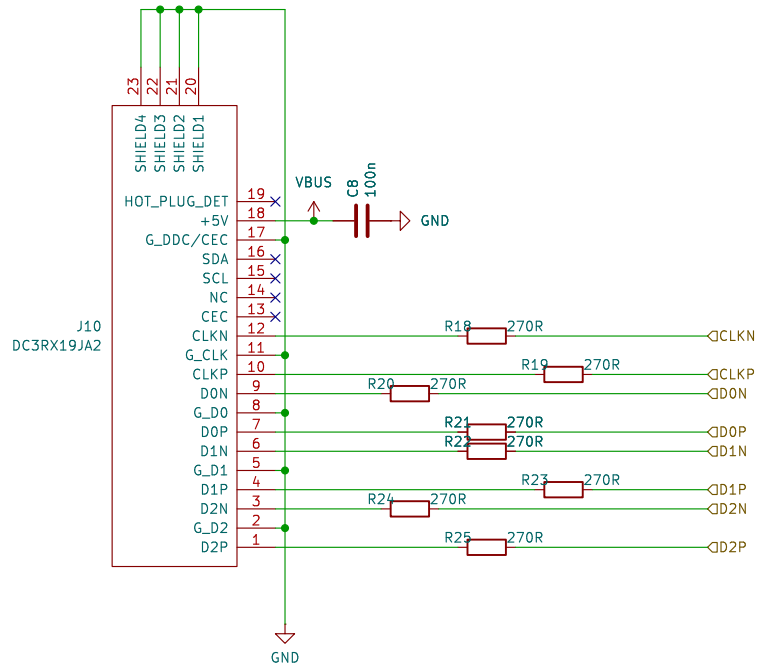 23
22
21
20
SHIELD4
SHIELD3
SHIELD2
SHIELD1
VBUS
C8
100n
GND
HOT_PLUG_DET 19
+5V 18
G_DDC/CEC 17
SDA 16
SCL 15
NC 14
CEC 13
J10
DC3RX19JA2
CLKN 12 R18 270R CLKN
G_CLK 11
CLKP 10 R19 270R CLKP
D0N 9 R20 270R D0N
G_D0 8
D0P 7 R21 270R D0P
D1N 6 R22 270R D1N
G_D1 5
D1P 4 R23 270R D1P
D2N 3 R24 270R D2N
G_D2 2
D2P 1 R25 270R D2P
GND